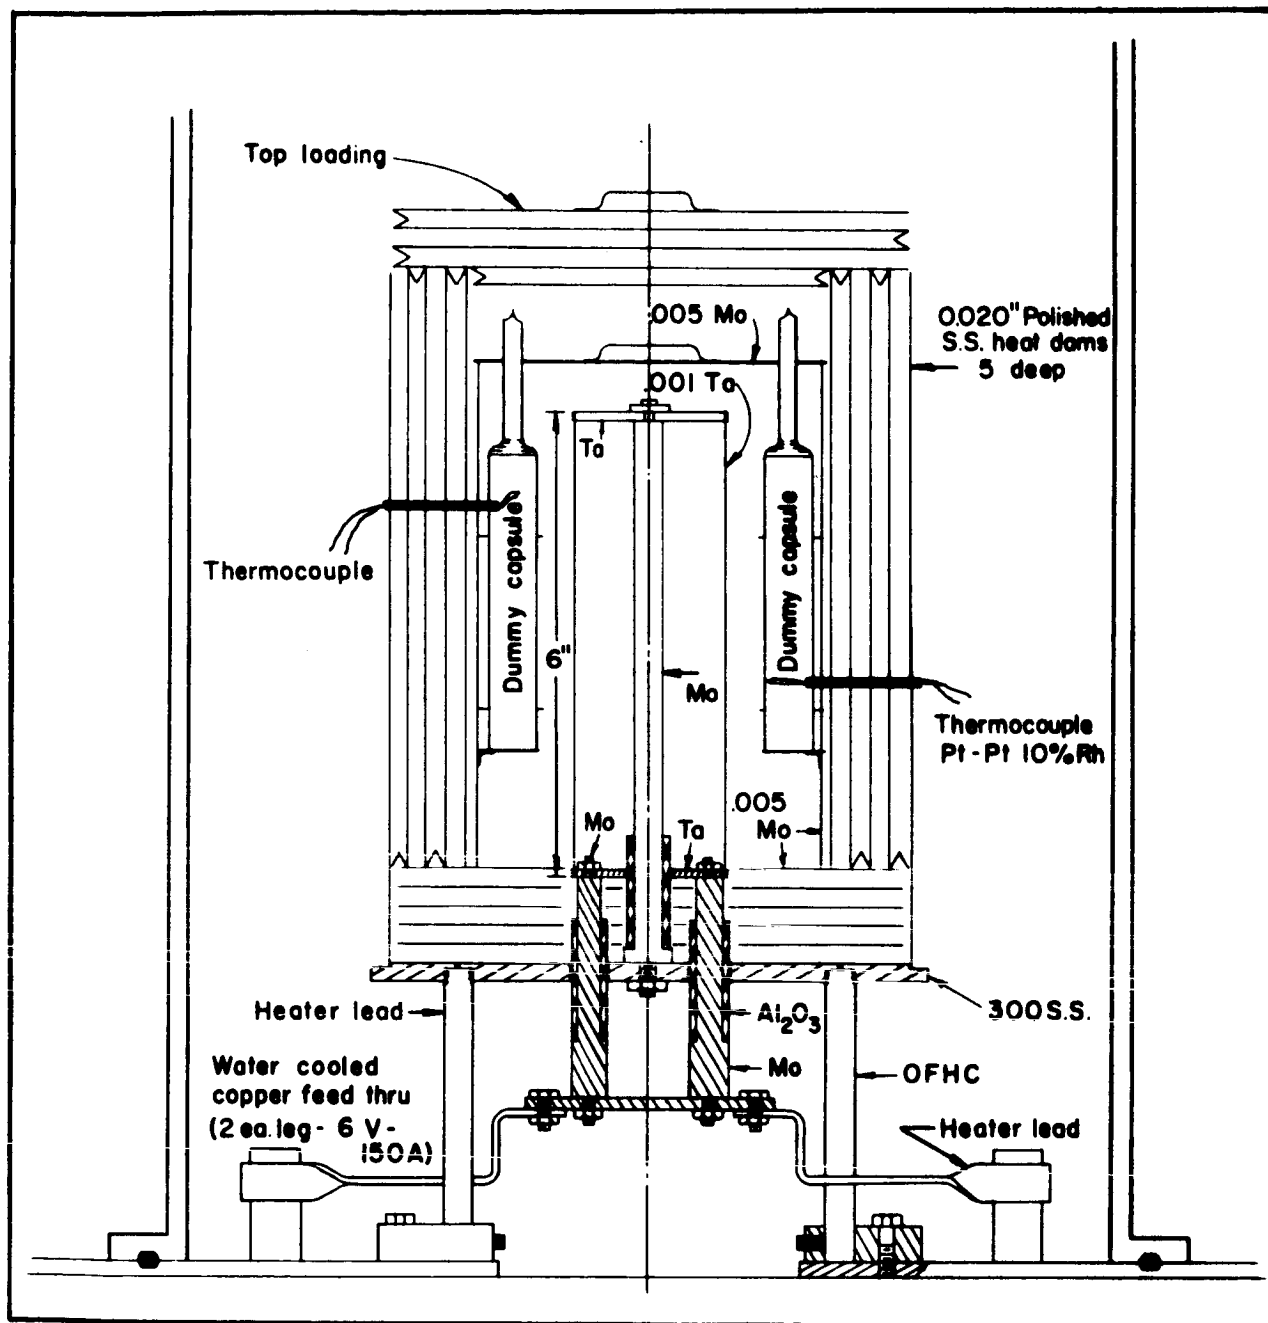 Top loading
.005 Mo
0.020" Polished
S.S. heat dams
5 deep
.001 Ta
Ta
Dummy capsule
Dummy capsule
Thermocouple
6"
Mo
Thermocouple
Pt-Pt 10% Rh
.005
Mo
Mo
Ta
Heater lead
Al₂O₃
300 S.S.
Water cooled
copper feed thru
(2 ea. leg - 6 V -
150A)
Mo
OFHC
Heater lead